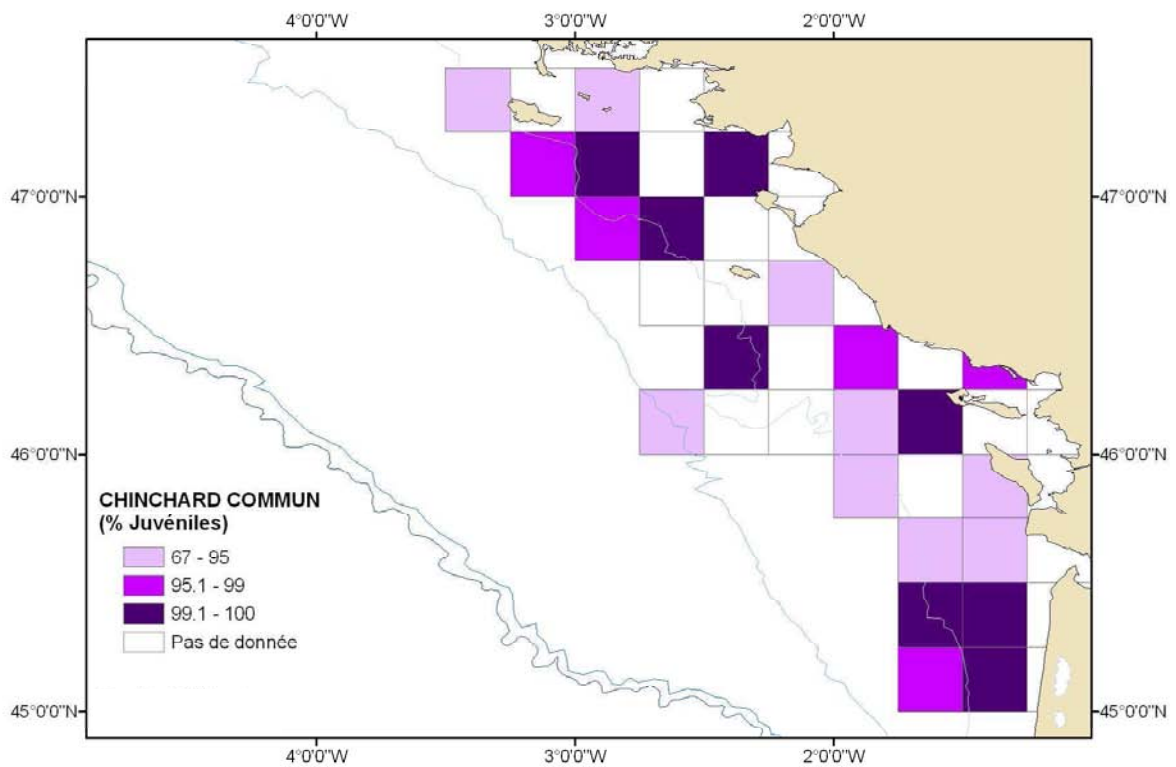 4°0'0"W 3°0'0"W 2°0'0"W
47°0'0"N 47°0'0"N
46°0'0"N 46°0'0"N
CHINCHARD COMMUN
(% Juvéniles)
67 - 95
95.1 - 99
99.1 - 100
Pas de donnée
45°0'0"N 45°0'0"N
4°0'0"W 3°0'0"W 2°0'0"W